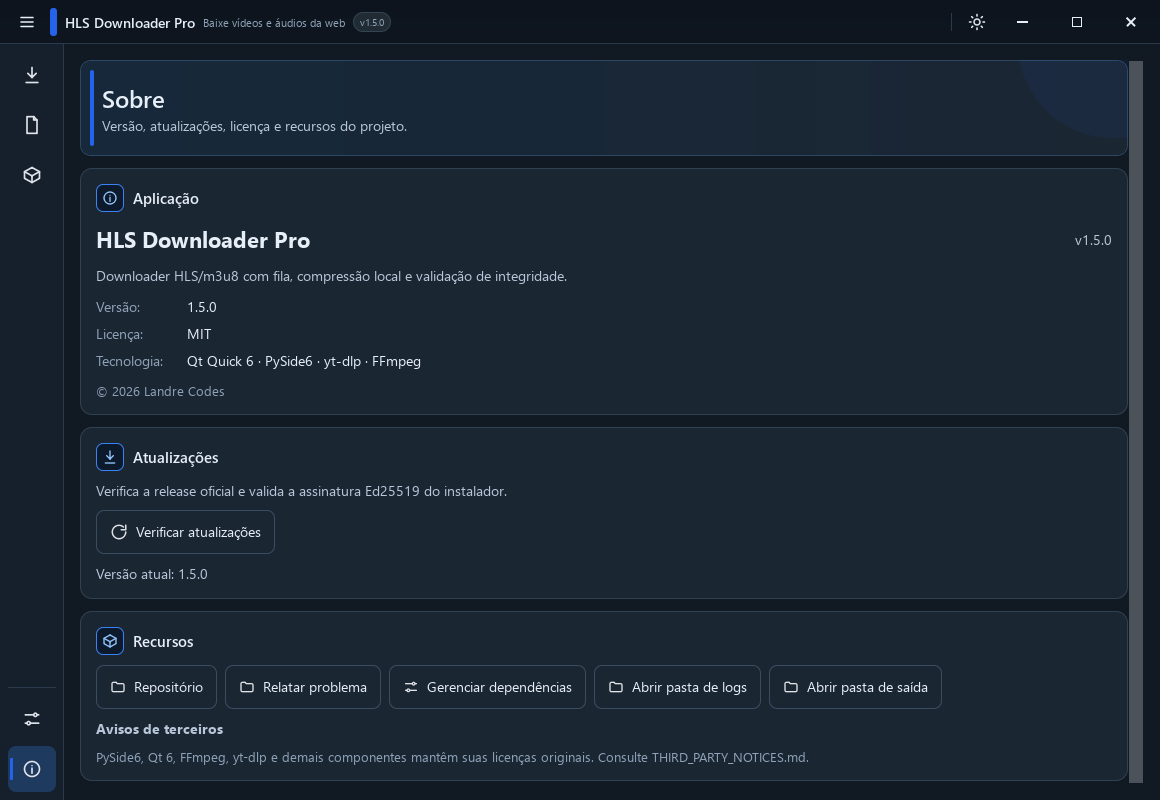 HLS Downloader Pro Baixe vídeos e áudios da web v1.5.0
Sobre
Versão, atualizações, licença e recursos do projeto.
Aplicação
HLS Downloader Pro v1.5.0
Downloader HLS/m3u8 com fila, compressão local e validação de integridade.
Versão: 1.5.0
Licença: MIT
Tecnologia: Qt Quick 6 · PySide6 · yt-dlp · FFmpeg
© 2026 Landre Codes
Atualizações
Verifica a release oficial e valida a assinatura Ed25519 do instalador.
Verificar atualizações
Versão atual: 1.5.0
Recursos
Repositório Relatar problema Gerenciar dependências Abrir pasta de logs Abrir pasta de saída
Avisos de terceiros
PySide6, Qt 6, FFmpeg, yt-dlp e demais componentes mantêm suas licenças originais. Consulte THIRD_PARTY_NOTICES.md.